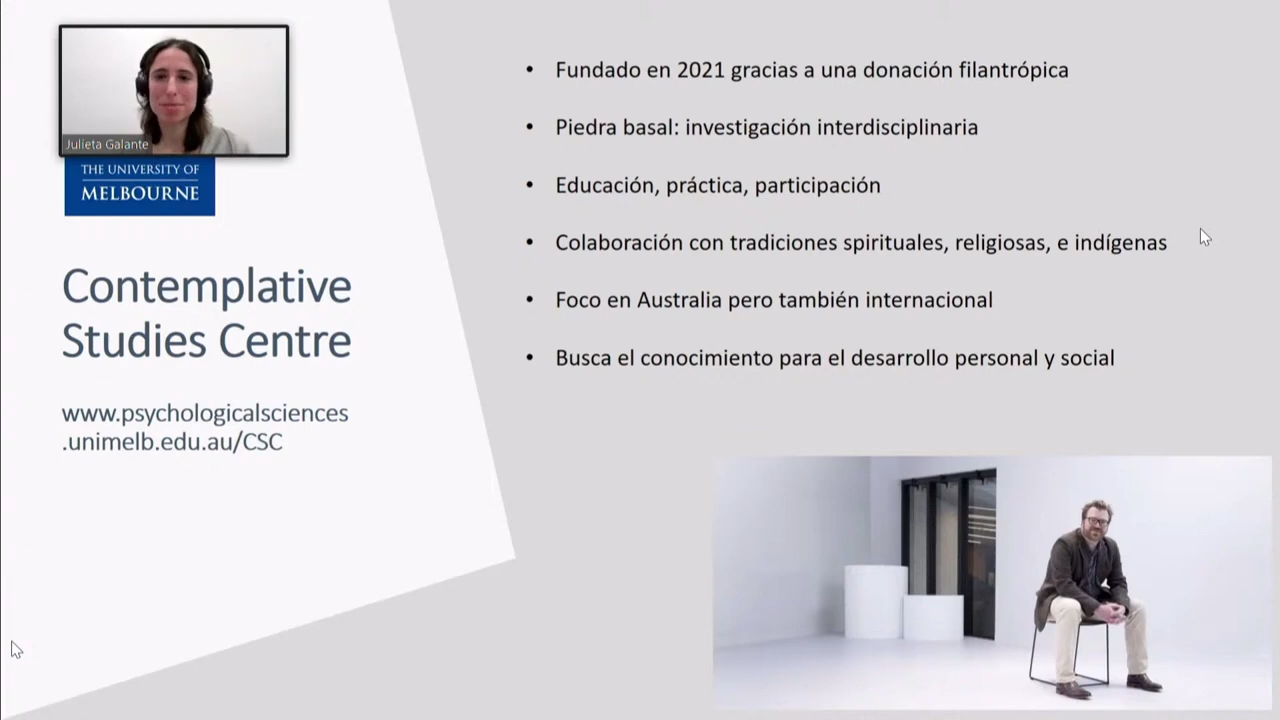 Julieta Galante
THE UNIVERSITY OF
MELBOURNE
Contemplative
Studies Centre
www.psychologicalsciences
.unimelb.edu.au/CSC
• Fundado en 2021 gracias a una donación filantrópica
• Piedra basal: investigación interdisciplinaria
• Educación, práctica, participación
• Colaboración con tradiciones spirituales, religiosas, e indígenas
• Foco en Australia pero también internacional
• Busca el conocimiento para el desarrollo personal y social